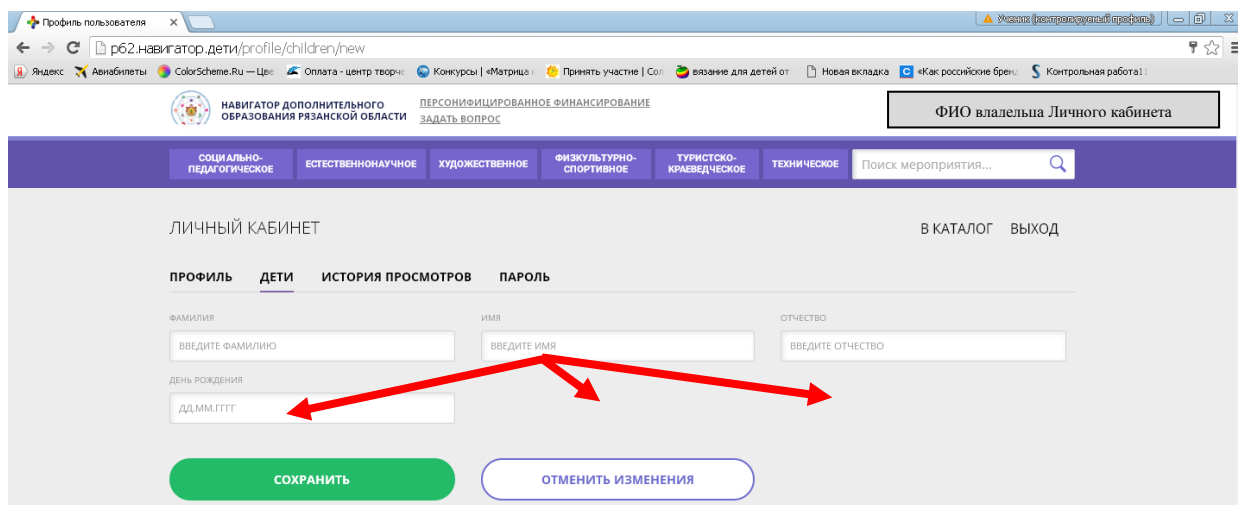 Профиль пользователя
Ученик (контролируемый профиль)
р62.навигатор.дети/profile/children/new
Яндекс Авиабилеты ColorScheme.Ru — Цве Оплата - центр творче Конкурсы | «Матрица Принять участие | Сол вязание для детей от Новая вкладка «Как российские брен Контрольная работа1
НАВИГАТОР ДОПОЛНИТЕЛЬНОГО
ОБРАЗОВАНИЯ РЯЗАНСКОЙ ОБЛАСТИ
ПЕРСОНИФИЦИРОВАННОЕ ФИНАНСИРОВАНИЕ
ЗАДАТЬ ВОПРОС
ФИО владельца Личного кабинета
СОЦИАЛЬНО-
ПЕДАГОГИЧЕСКОЕ
ЕСТЕСТВЕННОНАУЧНОЕ
ХУДОЖЕСТВЕННОЕ
ФИЗКУЛЬТУРНО-
СПОРТИВНОЕ
ТУРИСТСКО-
КРАЕВЕДЧЕСКОЕ
ТЕХНИЧЕСКОЕ
Поиск мероприятия...
ЛИЧНЫЙ КАБИНЕТ
В КАТАЛОГ ВЫХОД
ПРОФИЛЬ ДЕТИ ИСТОРИЯ ПРОСМОТРОВ ПАРОЛЬ
ФАМИЛИЯ ИМЯ ОТЧЕСТВО
ВВЕДИТЕ ФАМИЛИЮ ВВЕДИТЕ ИМЯ ВВЕДИТЕ ОТЧЕСТВО
ДЕНЬ РОЖДЕНИЯ
ДД.ММ.ГГГГ
СОХРАНИТЬ ОТМЕНИТЬ ИЗМЕНЕНИЯ